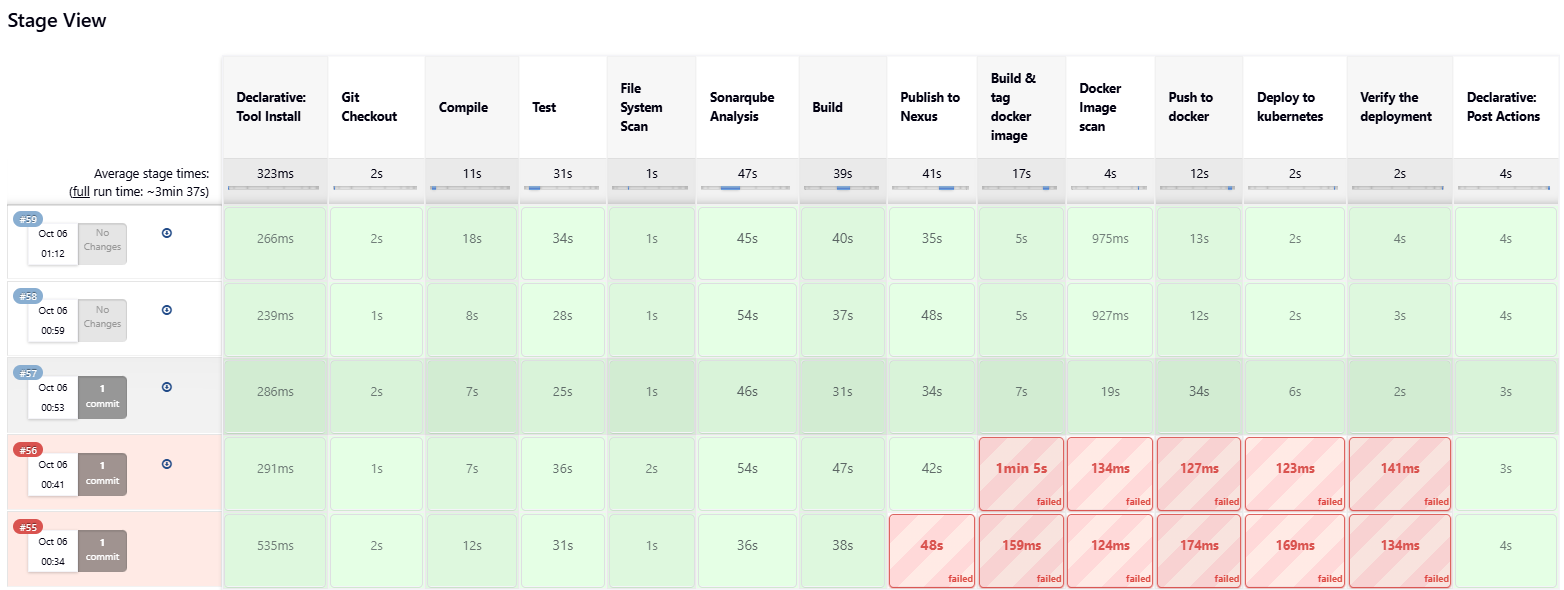 Stage View
Declarative: Tool Install
Git Checkout
Compile
Test
File System Scan
Sonarqube Analysis
Build
Publish to Nexus
Build & tag docker image
Docker Image scan
Push to docker
Deploy to kubernetes
Verify the deployment
Declarative: Post Actions
Average stage times:
(full run time: ~3min 37s)
323ms 2s 11s 31s 1s 47s 39s 41s 17s 4s 12s 2s 2s 4s
#59
Oct 06
01:12
No Changes
266ms 2s 18s 34s 1s 45s 40s 35s 5s 975ms 13s 2s 4s 4s
#58
Oct 06
00:59
No Changes
239ms 1s 8s 28s 1s 54s 37s 48s 5s 927ms 12s 2s 3s 4s
#57
Oct 06
00:53
1 commit
286ms 2s 7s 25s 1s 46s 31s 34s 7s 19s 34s 6s 2s 3s
#56
Oct 06
00:41
1 commit
291ms 1s 7s 36s 2s 54s 47s 42s 1min 5s 134ms 127ms 123ms 141ms 3s
failed failed failed failed failed
#55
Oct 06
00:34
1 commit
535ms 2s 12s 31s 1s 36s 38s 48s 159ms 124ms 174ms 169ms 134ms 4s
failed failed failed failed failed failed